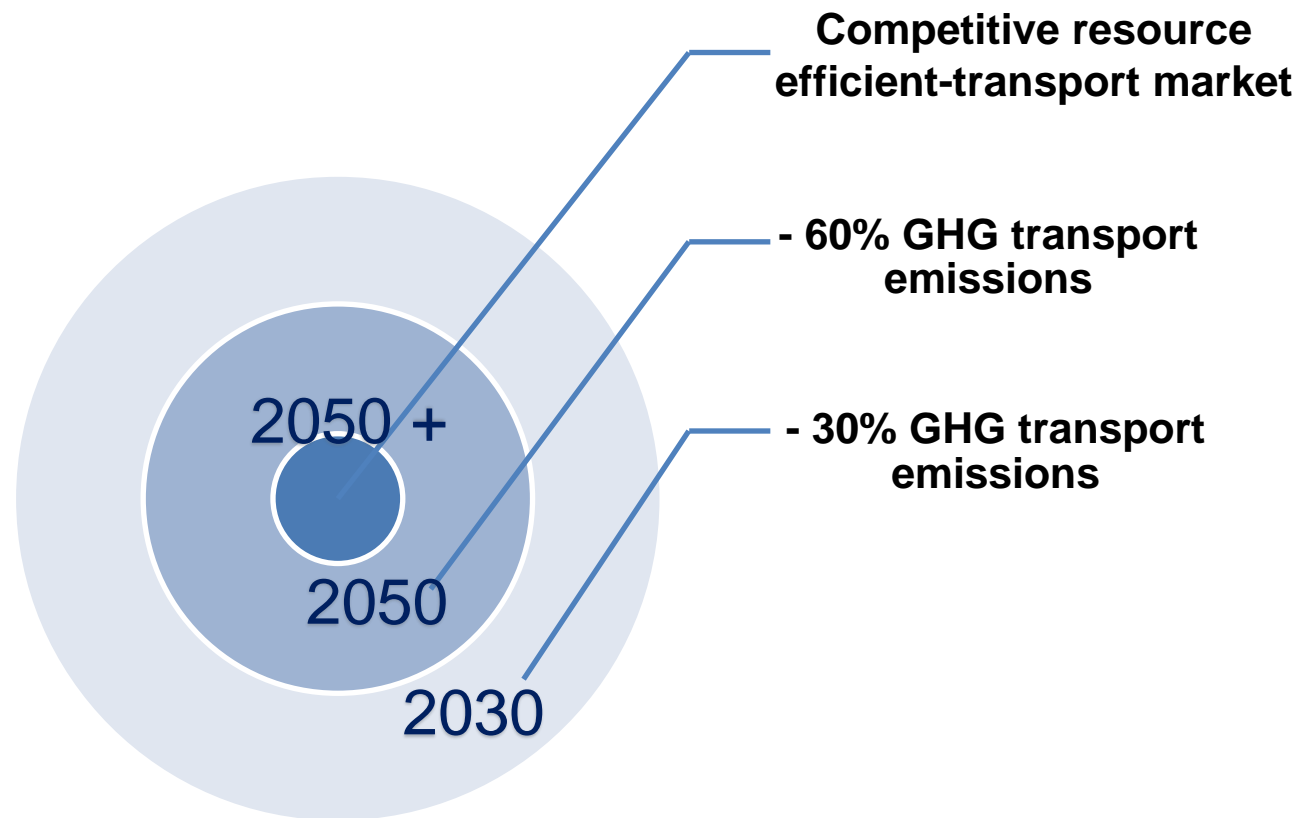 Competitive resource
efficient-transport market
- 60% GHG transport
emissions
2050 +
- 30% GHG transport
emissions
2050
2030